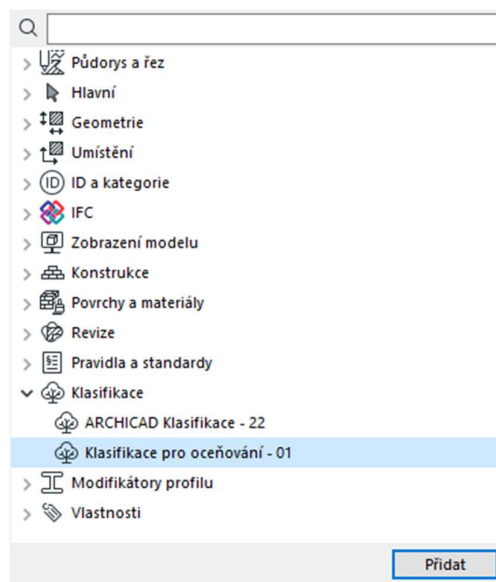 Půdorys a řez
Hlavní
Geometrie
Umístění
ID ID a kategorie
IFC
Zobrazení modelu
Konstrukce
Povrchy a materiály
Revize
§ Pravidla a standardy
Klasifikace
ARCHICAD Klasifikace - 22
Klasifikace pro oceňování - 01
Modifikátory profilu
Vlastnosti
Přidat